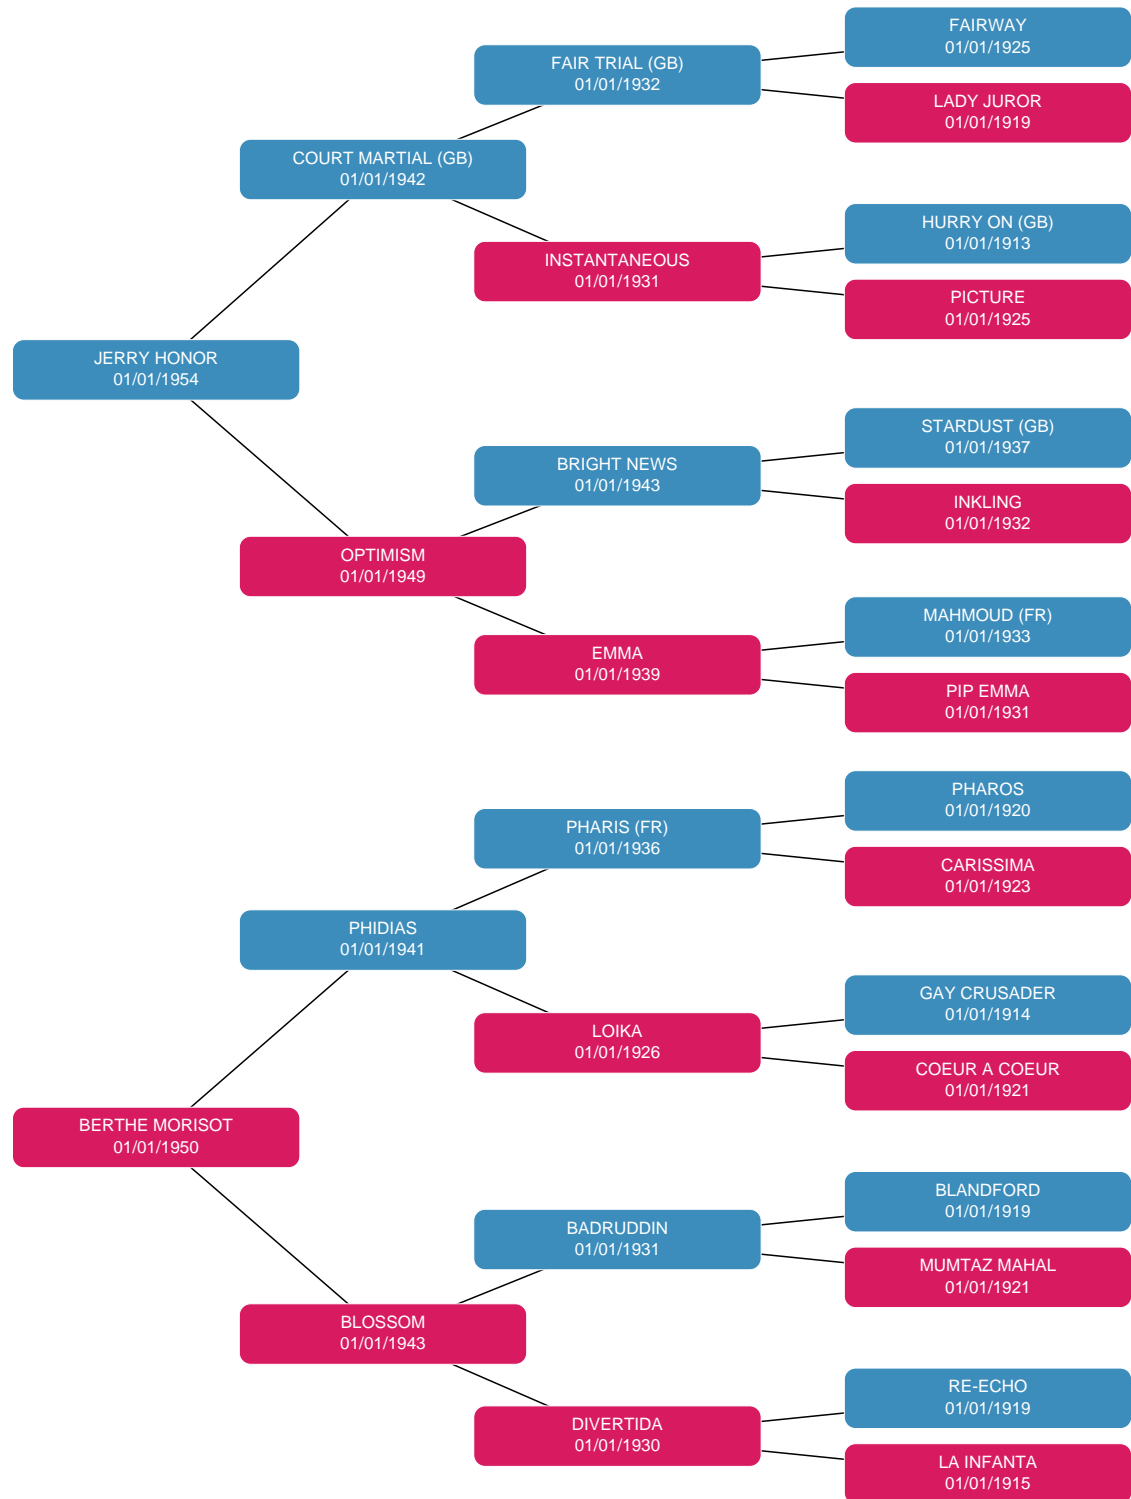 FAIRWAY
01/01/1925
FAIR TRIAL (GB)
01/01/1932
LADY JUROR
01/01/1919
COURT MARTIAL (GB)
01/01/1942
HURRY ON (GB)
01/01/1913
INSTANTANEOUS
01/01/1931
PICTURE
01/01/1925
JERRY HONOR
01/01/1954
STARDUST (GB)
01/01/1937
BRIGHT NEWS
01/01/1943
INKLING
01/01/1932
OPTIMISM
01/01/1949
MAHMOUD (FR)
01/01/1933
EMMA
01/01/1939
PIP EMMA
01/01/1931
PHAROS
01/01/1920
PHARIS (FR)
01/01/1936
CARISSIMA
01/01/1923
PHIDIAS
01/01/1941
GAY CRUSADER
01/01/1914
LOIKA
01/01/1926
COEUR A COEUR
01/01/1921
BERTHE MORISOT
01/01/1950
BLANDFORD
01/01/1919
BADRUDDIN
01/01/1931
MUMTAZ MAHAL
01/01/1921
BLOSSOM
01/01/1943
RE-ECHO
01/01/1919
DIVERTIDA
01/01/1930
LA INFANTA
01/01/1915